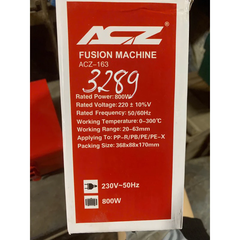 ACZ
FUSION MACHINE
ACZ-163
3289
Rated Power: 800W
Rated Voltage: 220 ± 10%V
Rated Frequency: 50/60Hz
Working Temperature: 0~300°C
Working Range: 20~63mm
Applying To: PP-R/PB/PE/PE-X
Packing Size: 368x88x170mm
230V~50Hz
800W